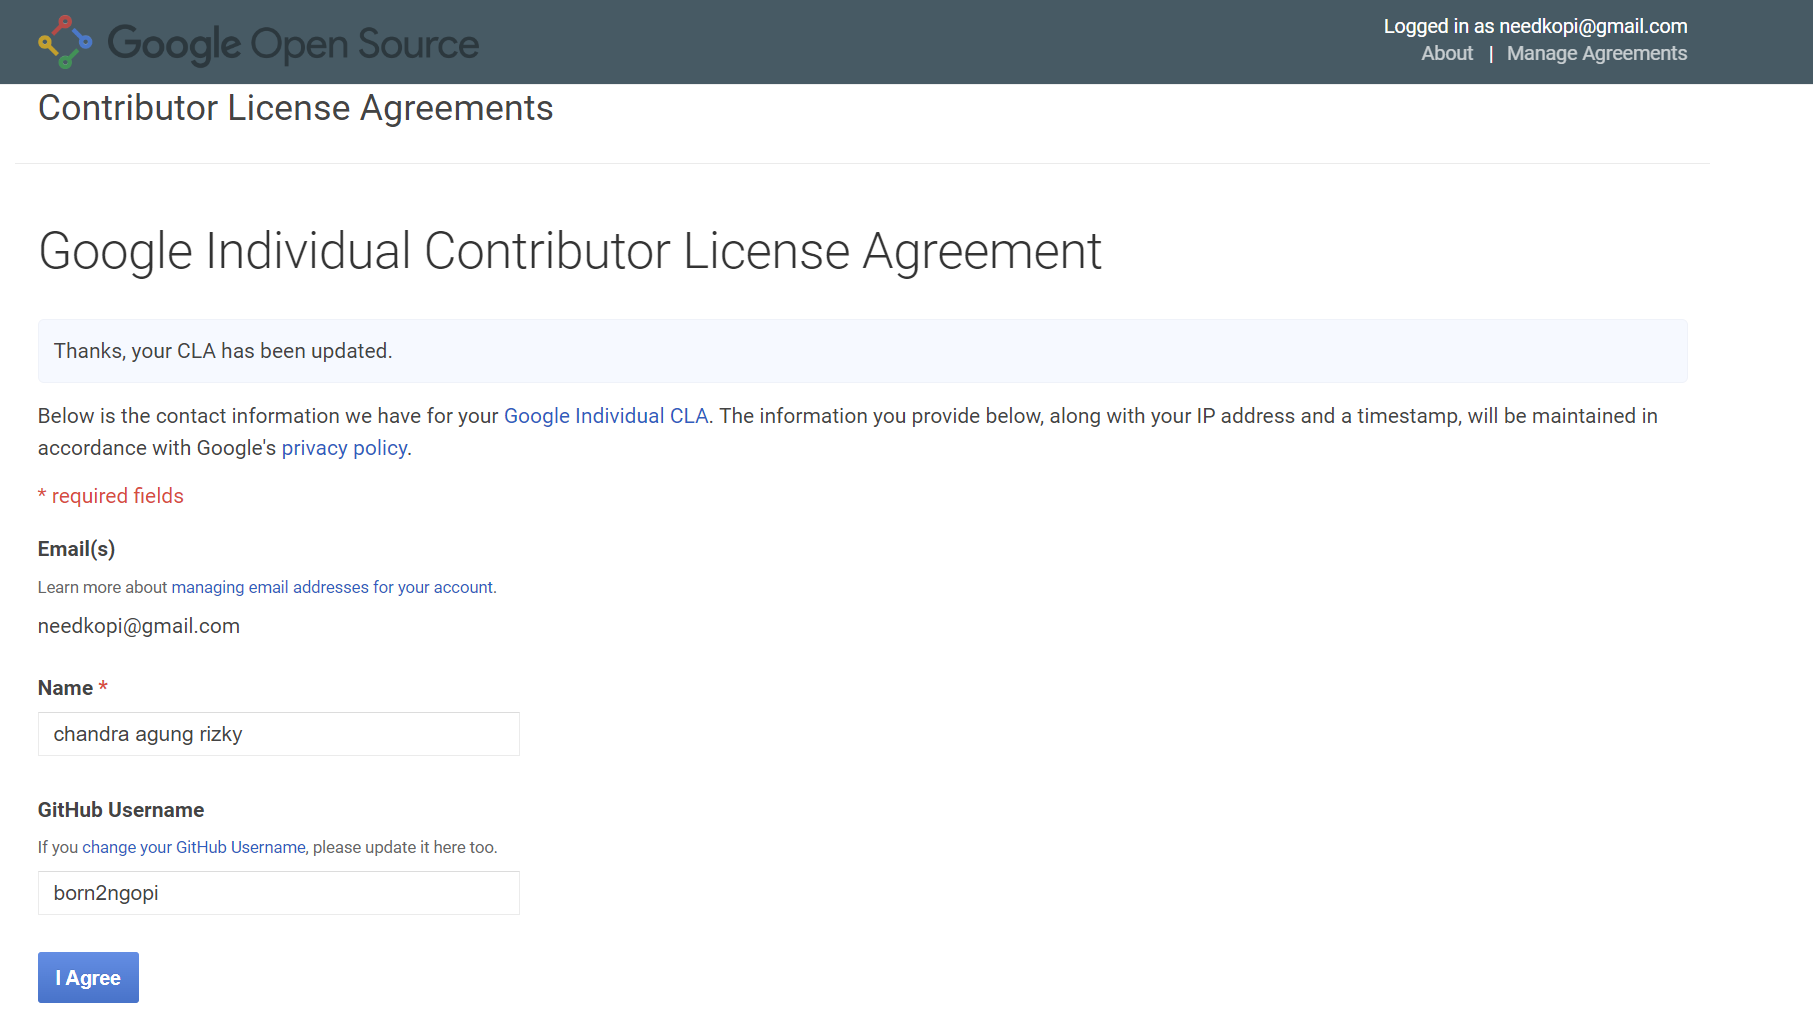 Google Open Source
Logged in as needkopi@gmail.com
About | Manage Agreements
Contributor License Agreements
Google Individual Contributor License Agreement
Thanks, your CLA has been updated.
Below is the contact information we have for your Google Individual CLA. The information you provide below, along with your IP address and a timestamp, will be maintained in
accordance with Google's privacy policy.
* required fields
Email(s)
Learn more about managing email addresses for your account.
needkopi@gmail.com
Name *
chandra agung rizky
GitHub Username
If you change your GitHub Username, please update it here too.
born2ngopi
I Agree